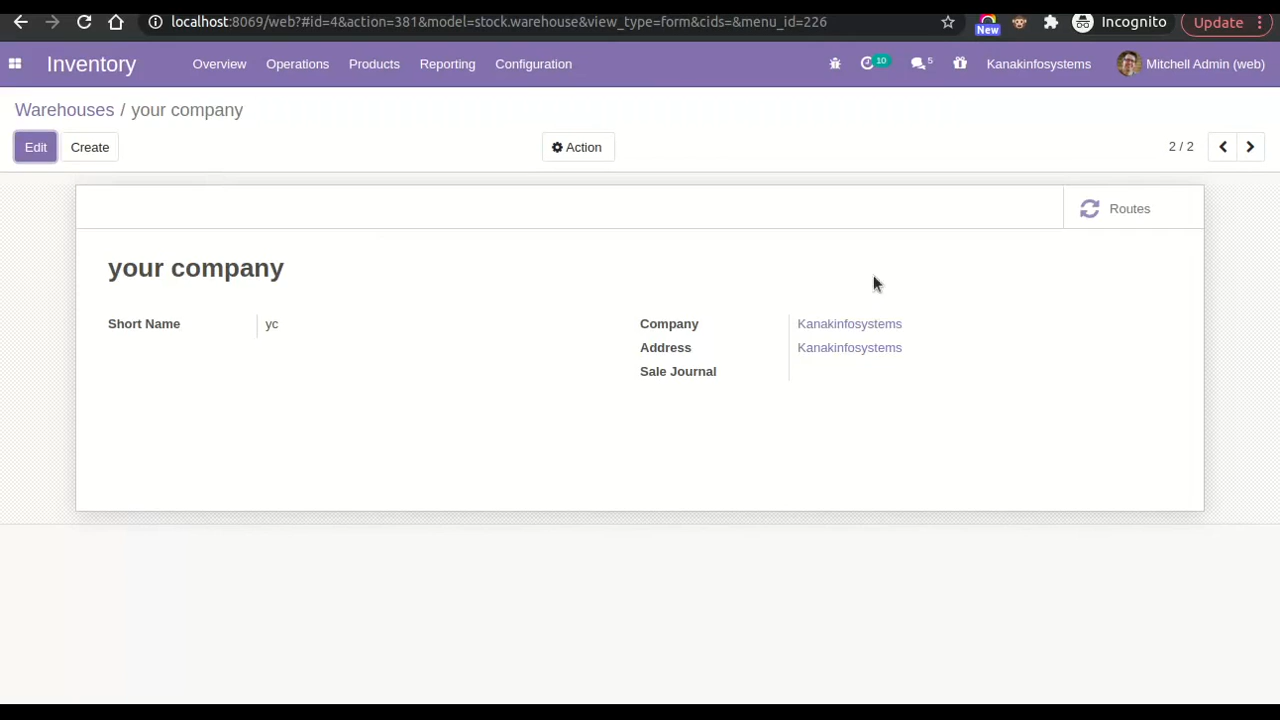 localhost:8069/web?#id=4&action=381&model=stock.warehouse&view_type=form&cids=&menu_id=226
New
Incognito
Update
Inventory
Overview
Operations
Products
Reporting
Configuration
10
5
Kanakinfosystems
Mitchell Admin (web)
Warehouses / your company
Edit
Create
Action
2 / 2
Routes
your company
Short Name
yc
Company
Kanakinfosystems
Address
Kanakinfosystems
Sale Journal